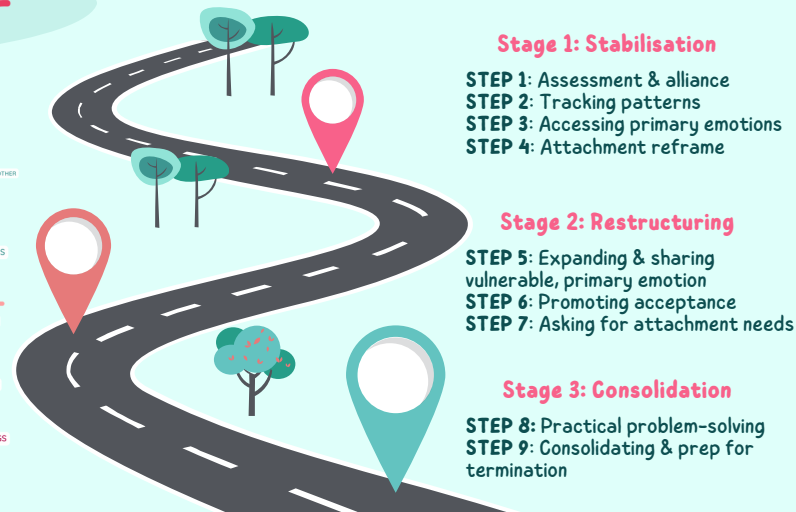 Stage 1: Stabilisation
STEP 1: Assessment & alliance
STEP 2: Tracking patterns
STEP 3: Accessing primary emotions
STEP 4: Attachment reframe
OTHER
Stage 2: Restructuring
STEP 5: Expanding & sharing
vulnerable, primary emotion
STEP 6: Promoting acceptance
STEP 7: Asking for attachment needs
Stage 3: Consolidation
STEP 8: Practical problem-solving
STEP 9: Consolidating & prep for
termination